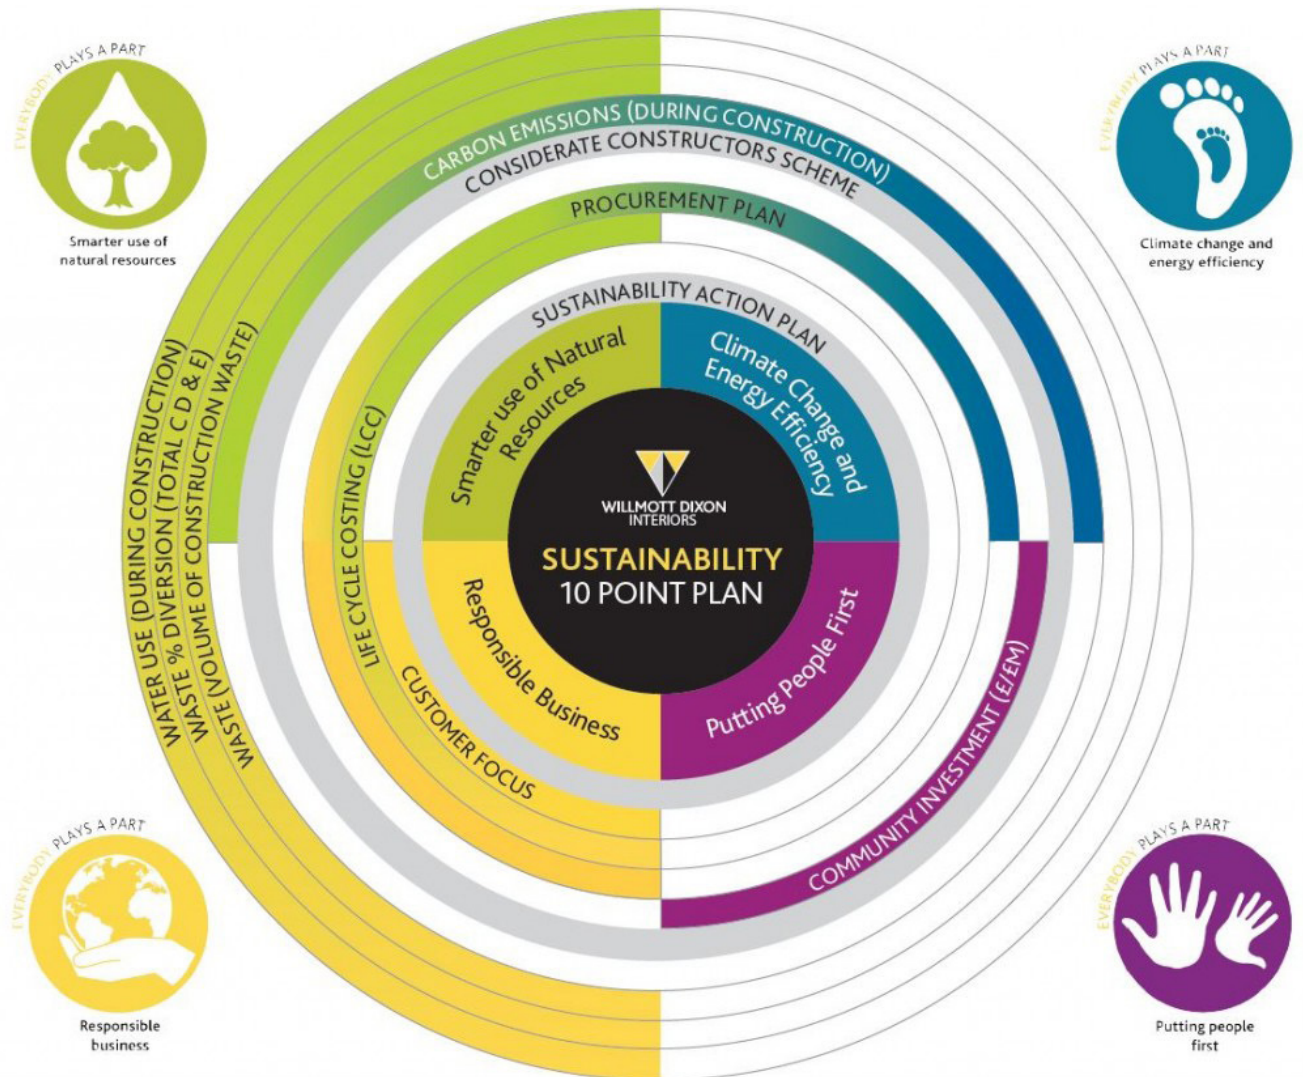 EVERYBODY PLAYS A PART
Smarter use of
natural resources
EVERYBODY PLAYS A PART
Climate change and
energy efficiency
WATER USE (DURING CONSTRUCTION)
WASTE % DIVERSION (TOTAL C D & E)
WASTE (VOLUME OF CONSTRUCTION WASTE)
CARBON EMISSIONS (DURING CONSTRUCTION)
CONSIDERATE CONSTRUCTORS SCHEME
COMMUNITY INVESTMENT (£/£M)
PROCUREMENT PLAN
LIFE CYCLE COSTING (LCC)
CUSTOMER FOCUS
SUSTAINABILITY ACTION PLAN
Smarter use of Natural
Resources
Climate Change and
Energy Efficiency
Responsible Business
Putting People First
WILLMOTT DIXON
INTERIORS
SUSTAINABILITY
10 POINT PLAN
EVERYBODY PLAYS A PART
Responsible
business
EVERYBODY PLAYS A PART
Putting people
first